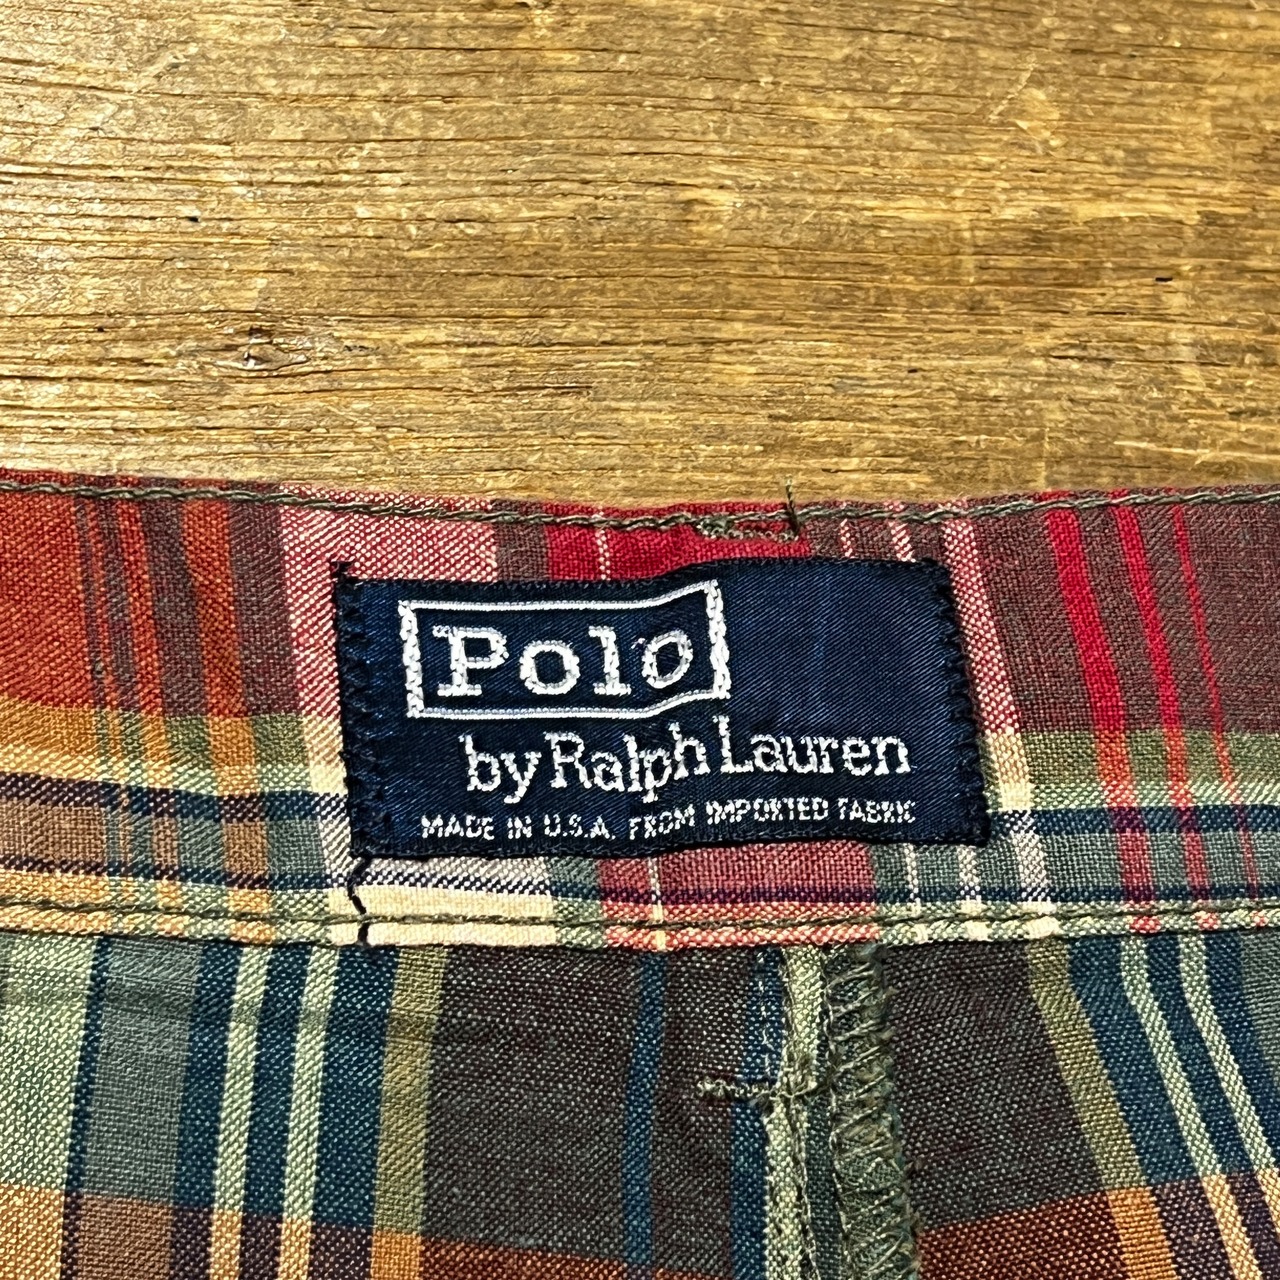 Polo
by Ralph Lauren
MADE IN U.S.A. FROM IMPORTED FABRIC